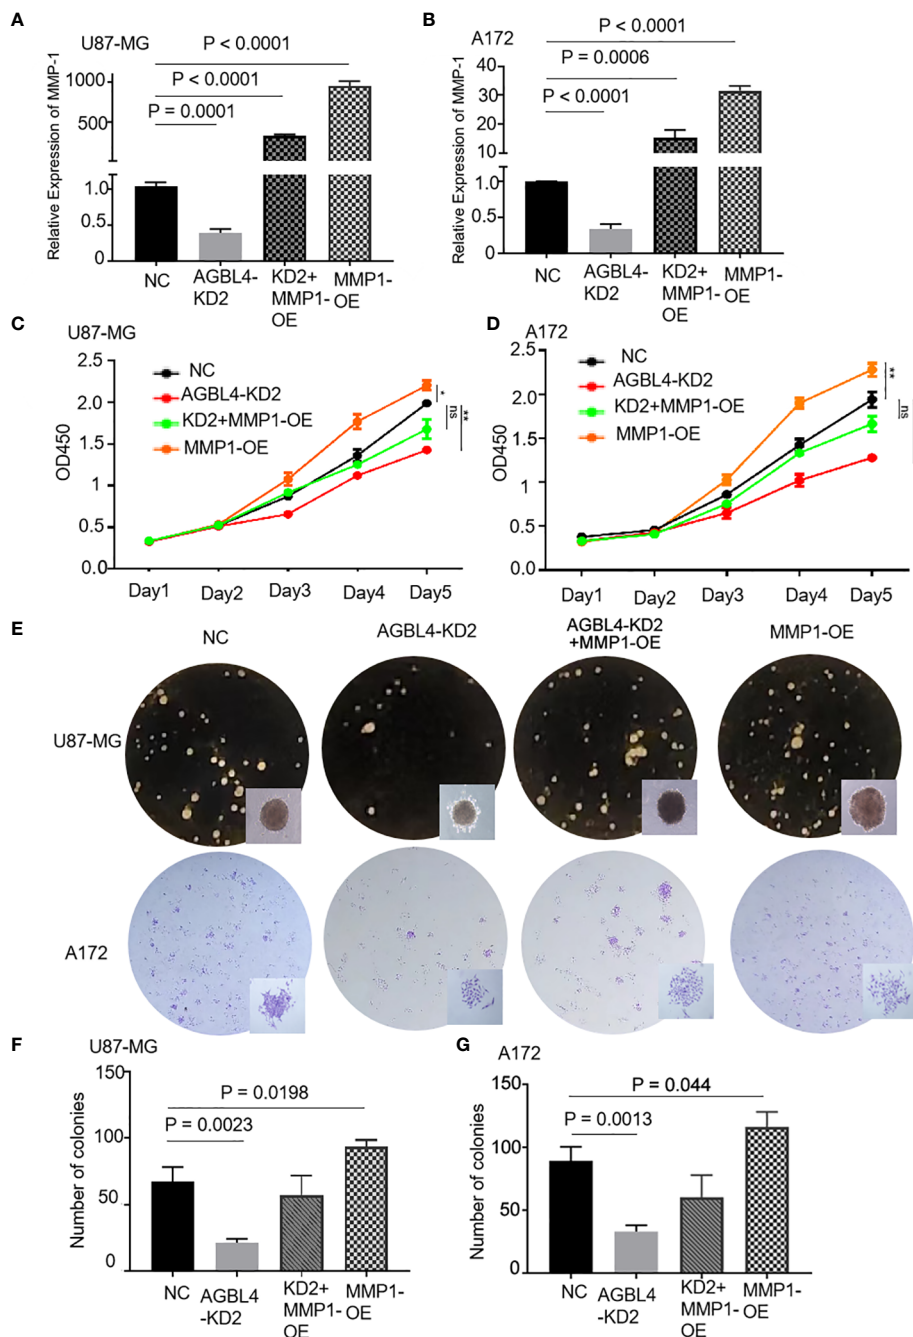 A
U87-MG
P < 0.0001
P < 0.0001
P = 0.0001
Relative Expression of MMP-1
1000
500
1.0
0.5
0
NC
AGBL4-
KD2
KD2+
MMP1-
OE
MMP1-
OE
B
A172
P < 0.0001
P = 0.0006
P < 0.0001
Relative Expression of MMP-1
40
30
20
10
1.0
0.5
0
NC
AGBL4-
KD2
KD2+
MMP1-
OE
MMP1-
OE
C
U87-MG
OD450
2.5
2.0
1.5
1
0.5
0.0
NC
AGBL4-KD2
KD2+MMP1-OE
MMP1-OE
*
ns
**
Day1
Day2
Day3
Day4
Day5
D
A172
OD450
2.5
2.0
1.5
1
0.5
0.0
NC
AGBL4-KD2
KD2+MMP1-OE
MMP1-OE
**
ns
Day1
Day2
Day3
Day4
Day5
E
NC
AGBL4-KD2
AGBL4-KD2
+MMP1-OE
MMP1-OE
U87-MG
A172
F
U87-MG
P = 0.0198
P = 0.0023
Number of colonies
150
100
50
0
NC
AGBL4
-KD2
KD2+
MMP1-
OE
MMP1-
OE
G
A172
P = 0.044
P = 0.0013
Number of colonies
150
100
50
0
NC
AGBL4
-KD2
KD2+
MMP1-
OE
MMP1-
OE